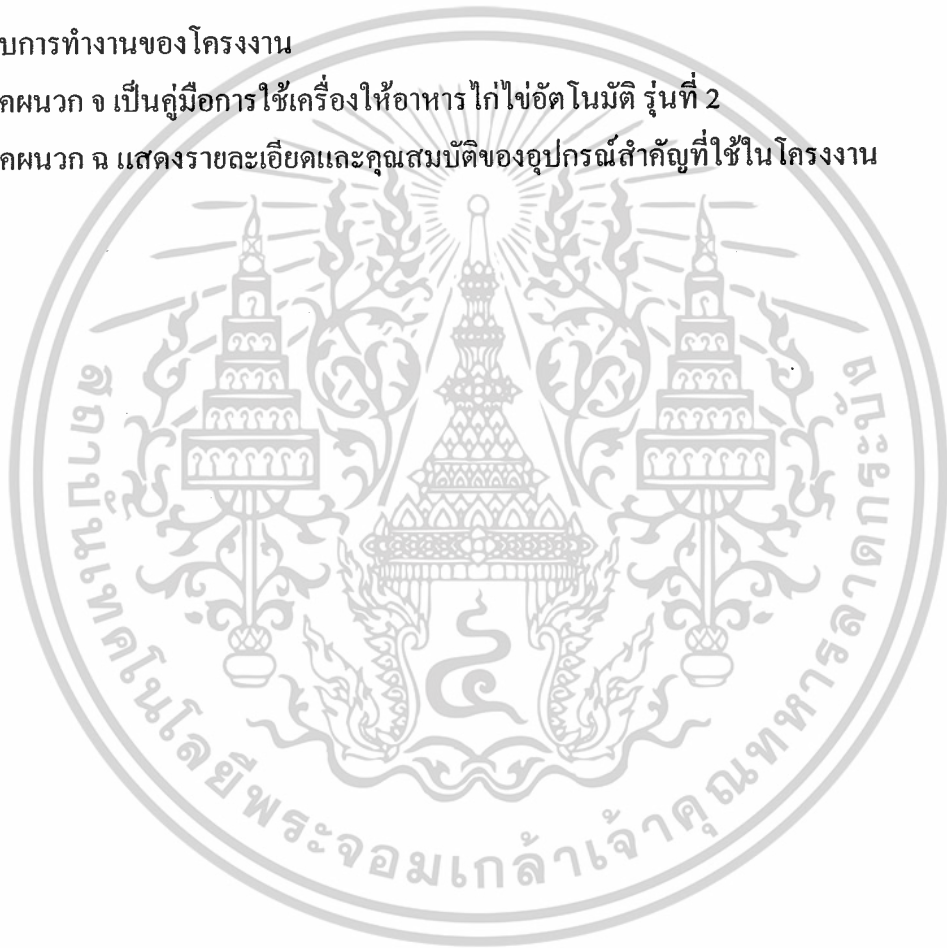 บการทำงานของโครงงาน
คผนวก จ เป็นคู่มือการใช้เครื่องให้อาหารไก่ไข่อัตโนมัติ รุ่นที่ 2
คผนวก ฉ แสดงรายละเอียดและคุณสมบัติของอุปกรณ์สำคัญที่ใช้ในโครงงาน
สถาบันเทคโนโลยีพระจอมเกล้าเจ้าคุณทหารลาดกระบัง